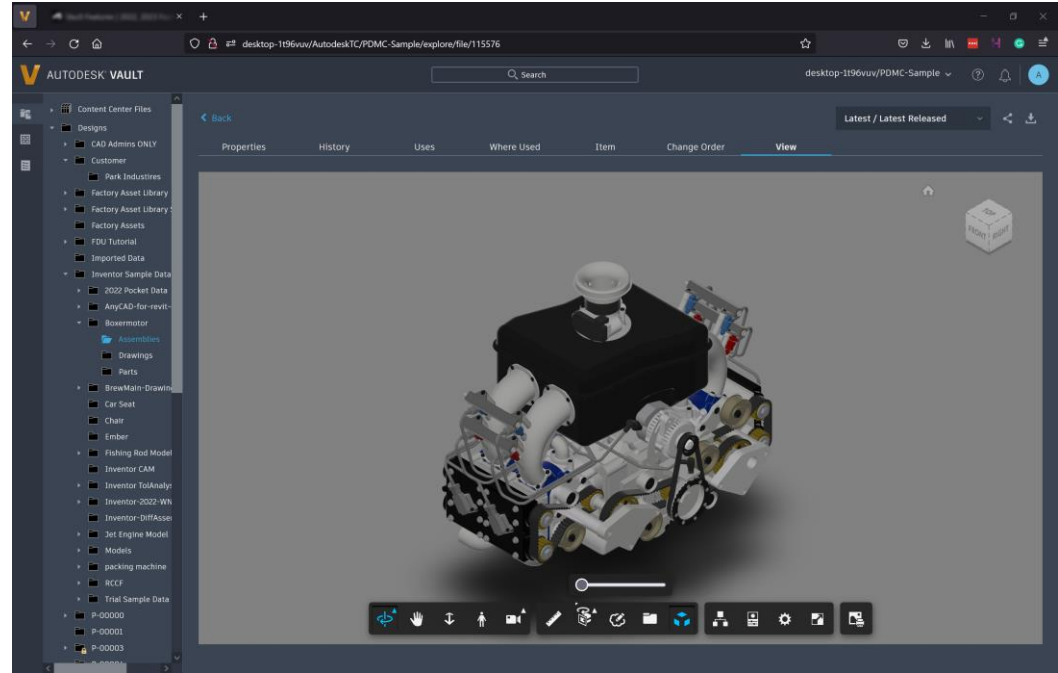 desktop-1t96vuv/AutodeskTC/PDMC-Sample/explore/file/115576
AUTODESK VAULT
Search
desktop-1t96vuv/PDMC-Sample
A
Content Center Files
Designs
CAD Admins ONLY
Customer
Park Industires
Factory Asset Library
Factory Asset Library
Factory Assets
FDU Tutorial
Imported Data
Inventor Sample Data
2022 Pocket Data
AnyCAD-for-revit-
Boxermotor
Assemblies
Drawings
Parts
BrewMain-Drawin
Car Seat
Chair
Ember
Fishing Rod Model
Inventor CAM
Inventor TolAnaly
Inventor-2022-WN
Inventor-DiffAsse
Jet Engine Model
Models
packing machine
RCCF
Trial Sample Data
P-00000
P-00001
P-00003
Back
Latest / Latest Released
Properties History Uses Where Used Item Change Order View
TOP
FRONT RIGHT